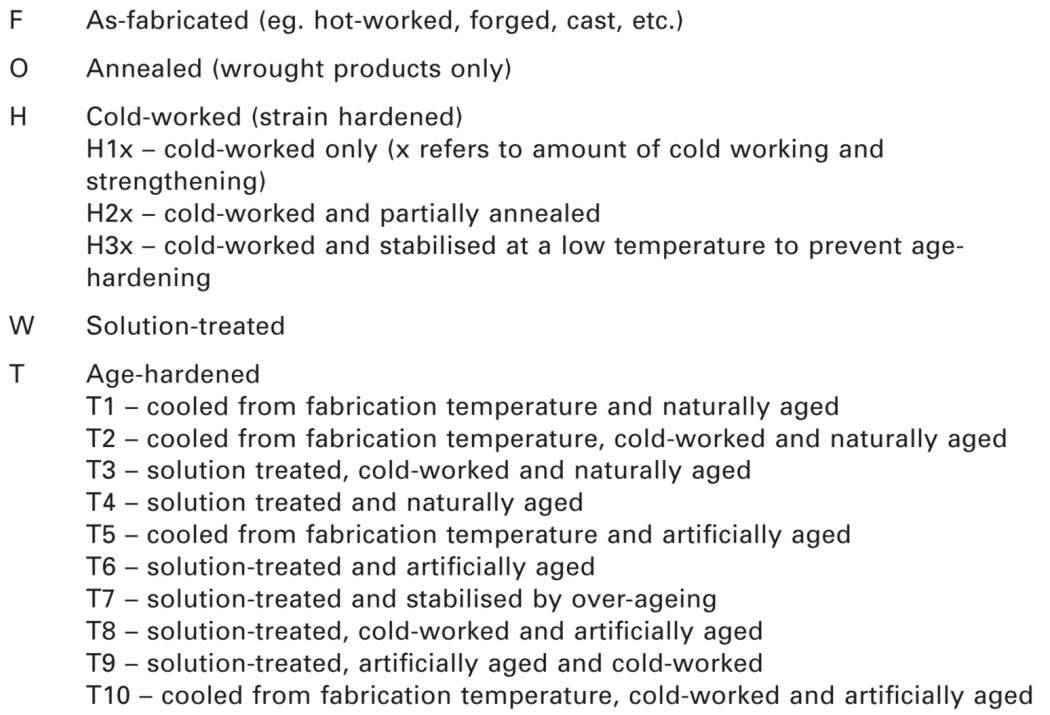 F As-fabricated (eg. hot-worked, forged, cast, etc.)
O Annealed (wrought products only)
H Cold-worked (strain hardened)
H1x – cold-worked only (x refers to amount of cold working and
strengthening)
H2x – cold-worked and partially annealed
H3x – cold-worked and stabilised at a low temperature to prevent age-
hardening
W Solution-treated
T Age-hardened
T1 – cooled from fabrication temperature and naturally aged
T2 – cooled from fabrication temperature, cold-worked and naturally aged
T3 – solution treated, cold-worked and naturally aged
T4 – solution treated and naturally aged
T5 – cooled from fabrication temperature and artificially aged
T6 – solution-treated and artificially aged
T7 – solution-treated and stabilised by over-ageing
T8 – solution-treated, cold-worked and artificially aged
T9 – solution-treated, artificially aged and cold-worked
T10 – cooled from fabrication temperature, cold-worked and artificially aged